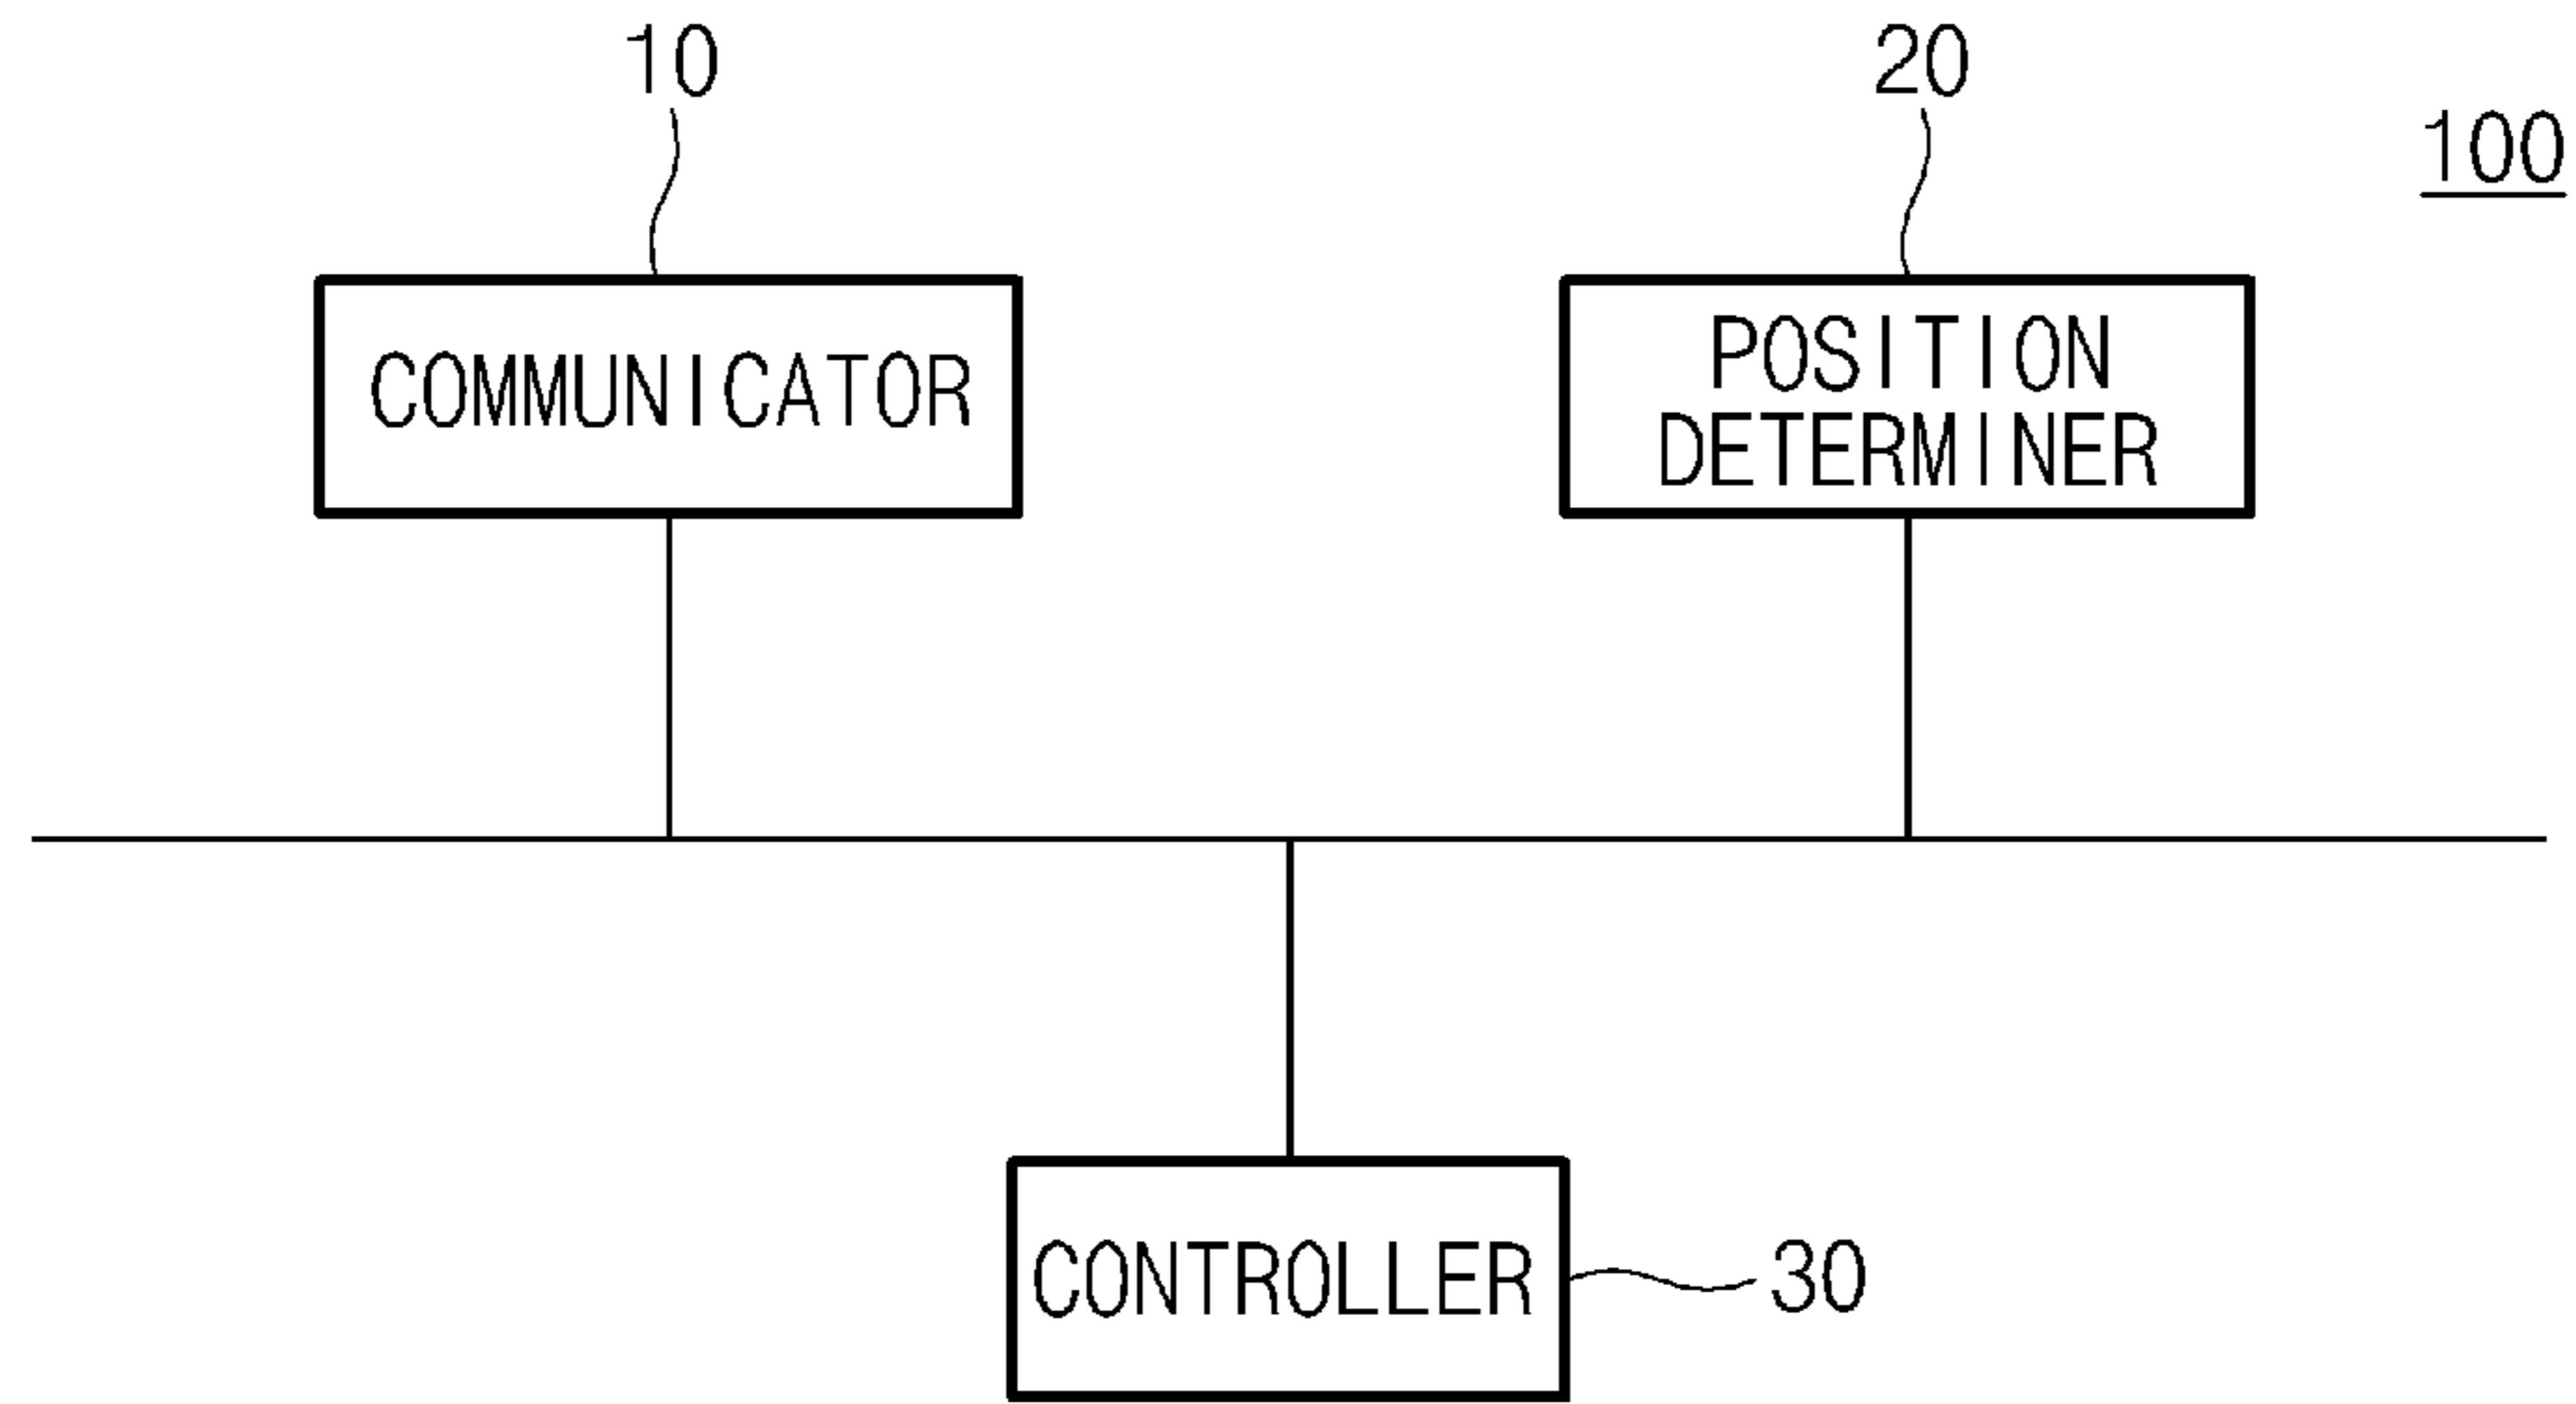 10
20
100
COMMUNICATOR
POSITION
DETERMINER
CONTROLLER
30